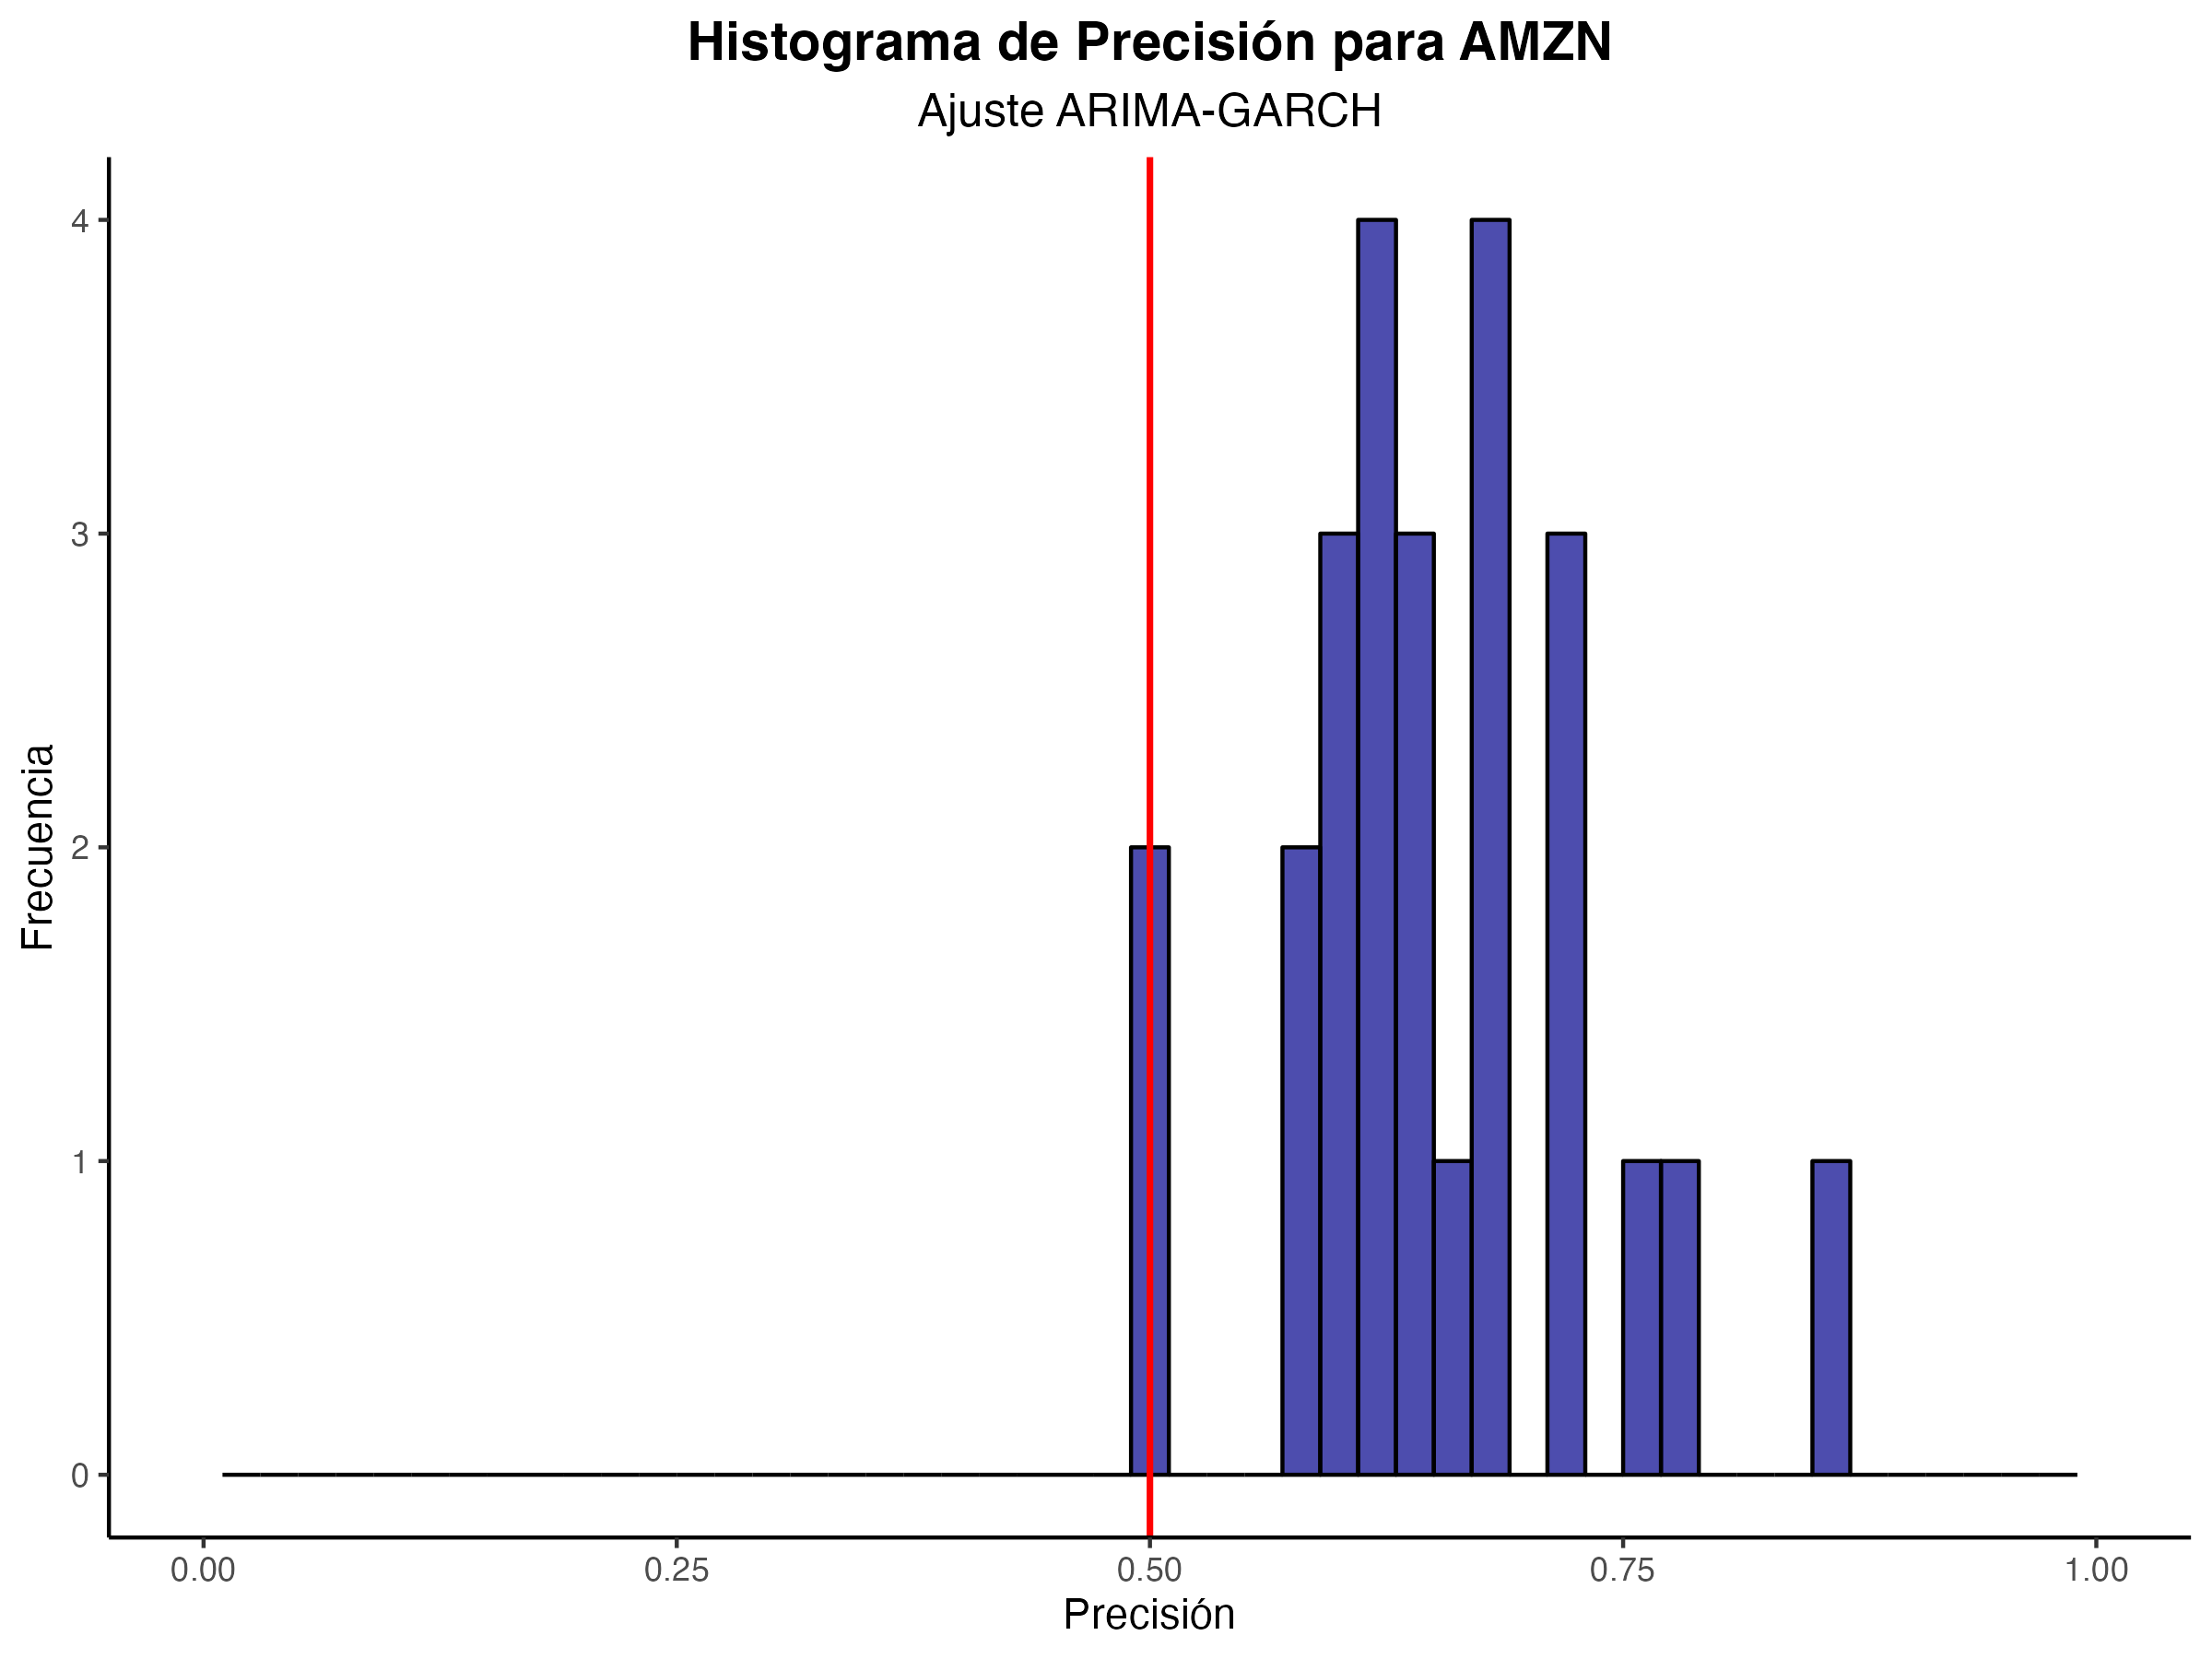 Histograma de Precisión para AMZN
Ajuste ARIMA-GARCH
4
3
2
1
0
Frecuencia
0.00 0.25 0.50 0.75 1.00
Precisión